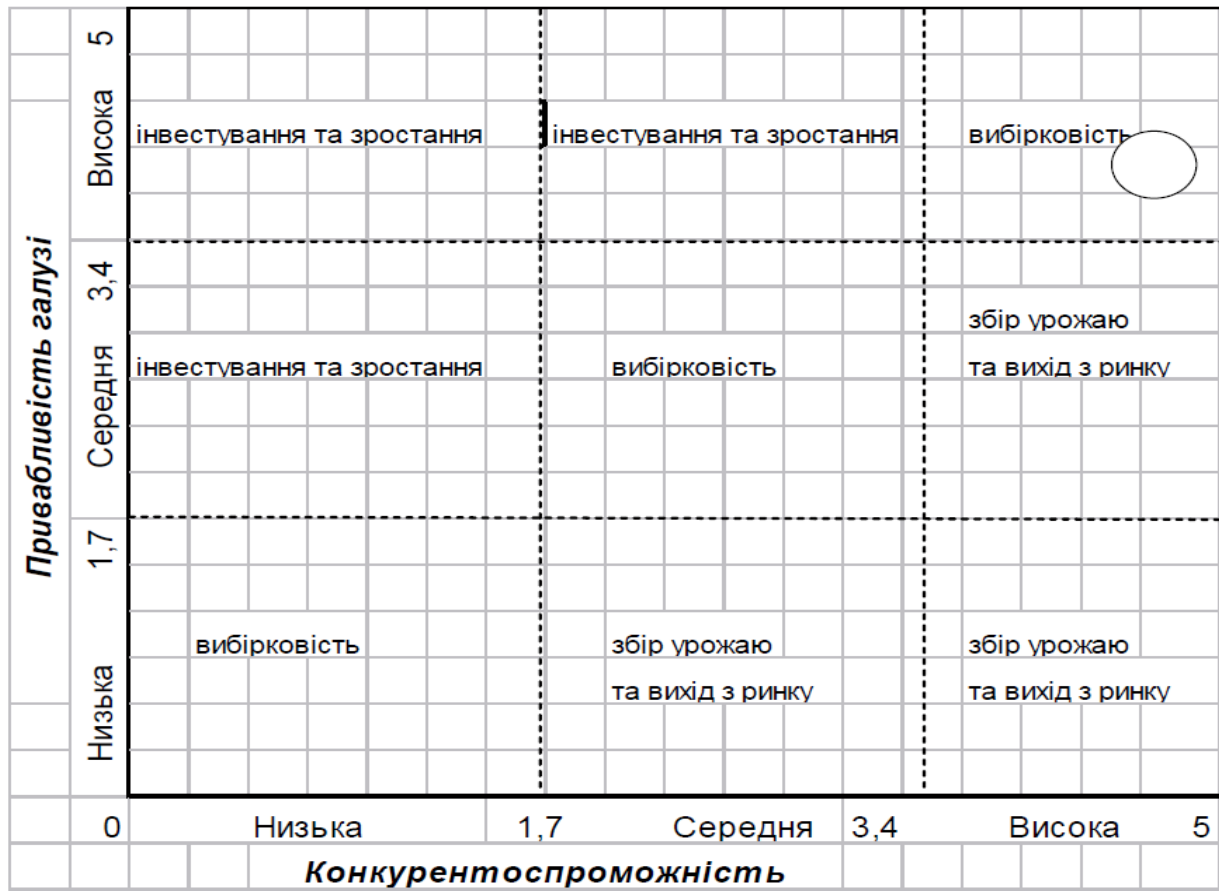 Привабливість галузі
Висока 5
Середня 3,4
Низька 1,7
інвестування та зростання
інвестування та зростання
вибірковість
інвестування та зростання
вибірковість
збір урожаю
та вихід з ринку
вибірковість
збір урожаю
та вихід з ринку
збір урожаю
та вихід з ринку
0 Низька 1,7 Середня 3,4 Висока 5
Конкурентоспроможність